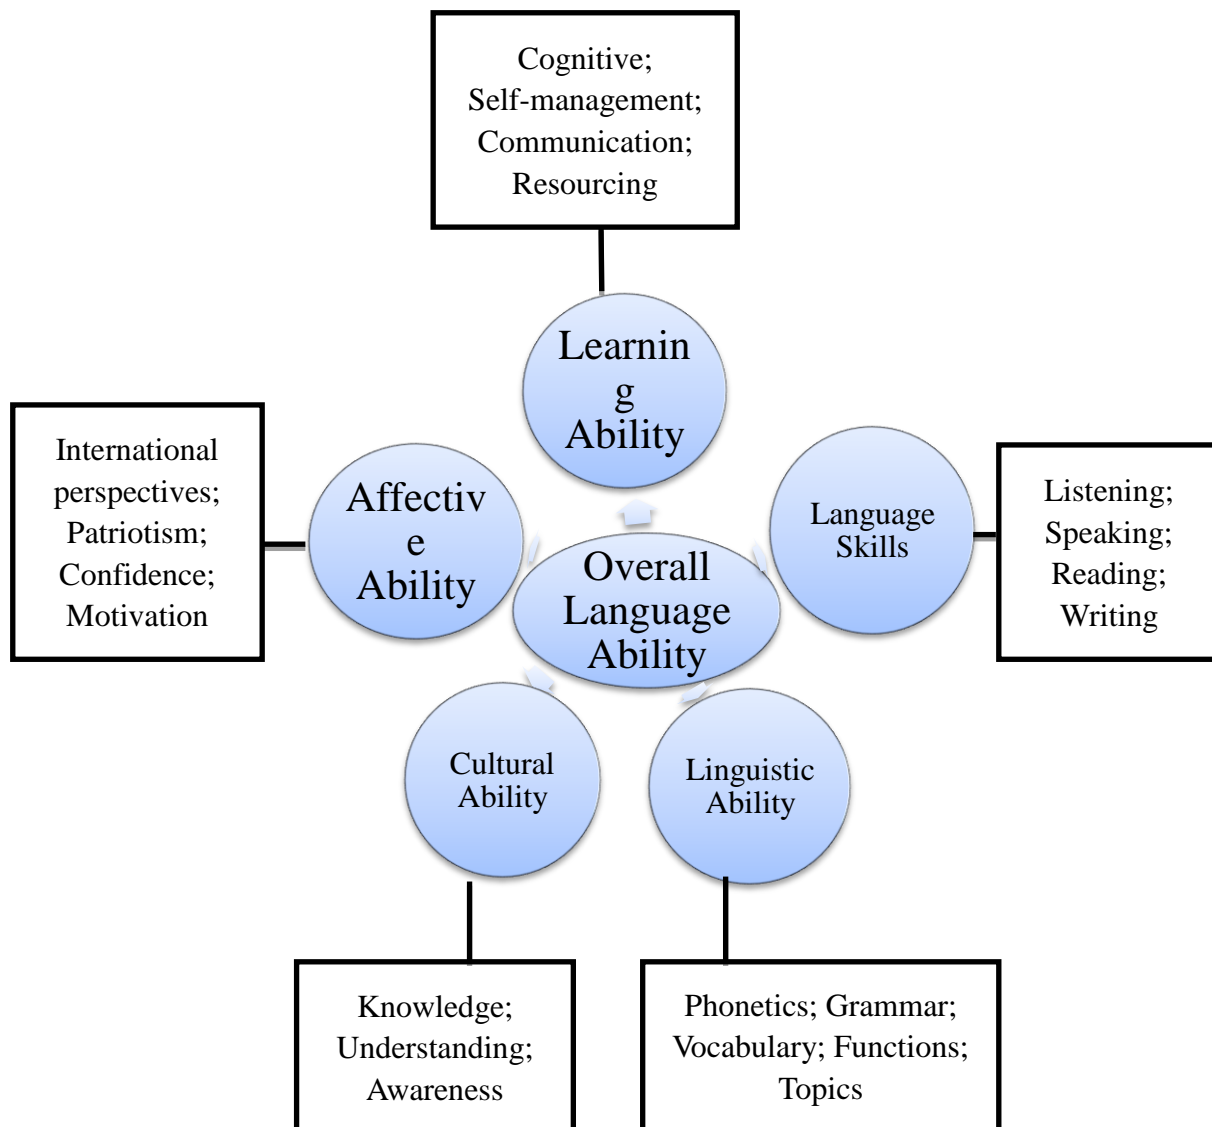 Cognitive;
Self-management;
Communication;
Resourcing
Learnin
g
Ability
International
perspectives;
Patriotism;
Confidence;
Motivation
Affectiv
e
Ability
Language
Skills
Listening;
Speaking;
Reading;
Writing
Overall
Language
Ability
Cultural
Ability
Linguistic
Ability
Knowledge;
Understanding;
Awareness
Phonetics; Grammar;
Vocabulary; Functions;
Topics